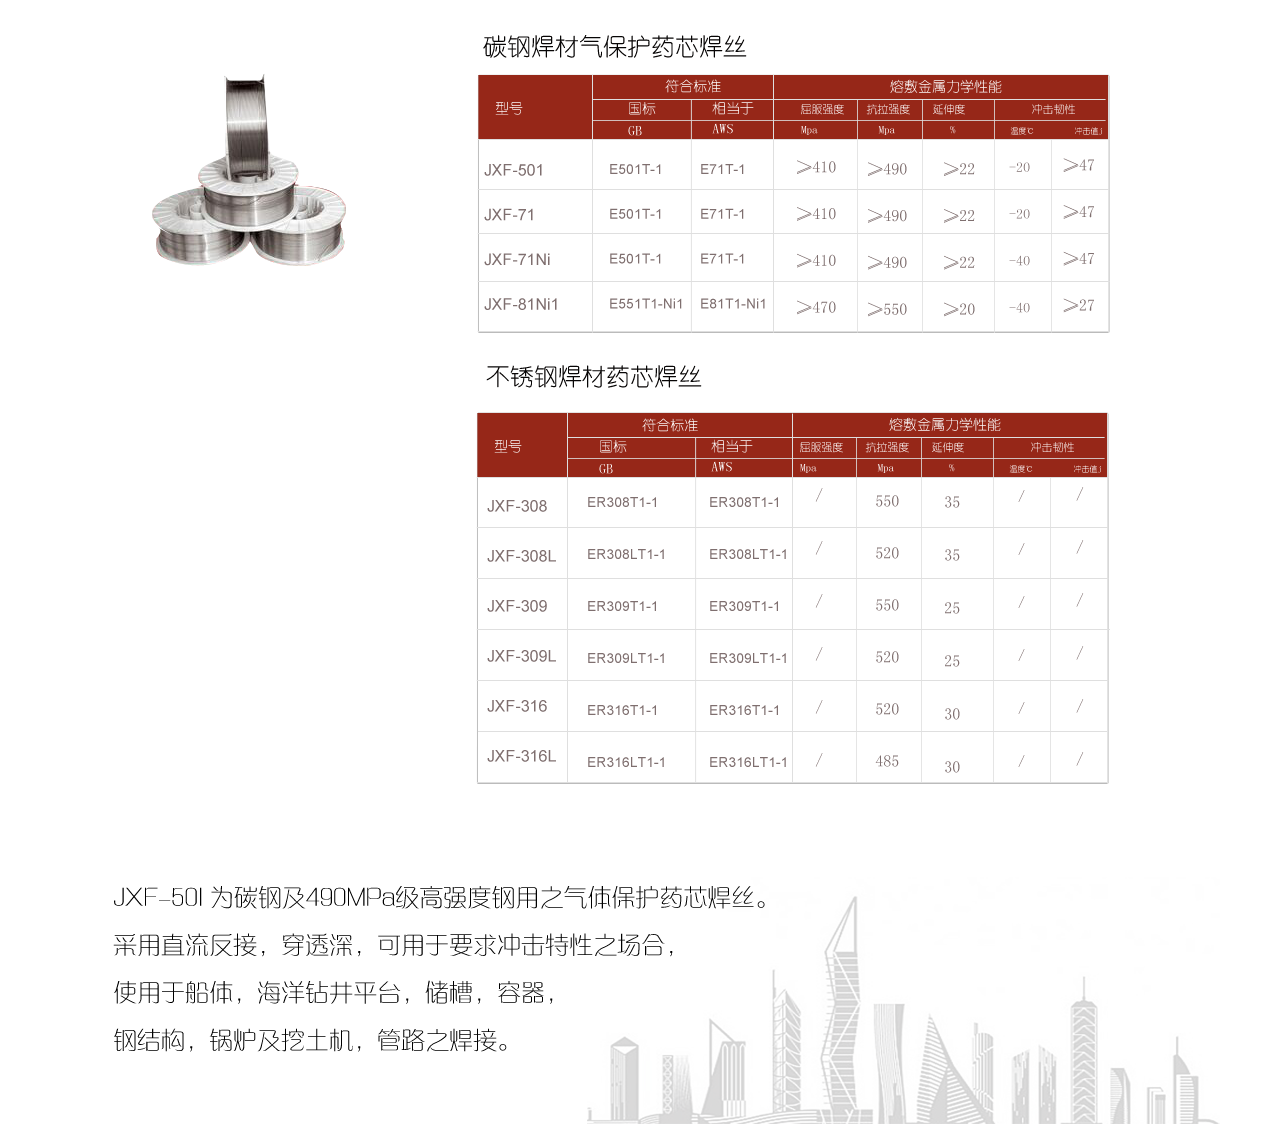 碳钢焊材气保护药芯焊丝
型号 符合标准 熔敷金属力学性能
国标 相当于 屈服强度 抗拉强度 延伸度 冲击韧性
GB AWS Mpa Mpa % 温度℃ 冲击值J
JXF-501 E501T-1 E71T-1 ≥410 ≥490 ≥22 -20 ≥47
JXF-71 E501T-1 E71T-1 ≥410 ≥490 ≥22 -20 ≥47
JXF-71Ni E501T-1 E71T-1 ≥410 ≥490 ≥22 -40 ≥47
JXF-81Ni1 E551T1-Ni1 E81T1-Ni1 ≥470 ≥550 ≥20 -40 ≥27
不锈钢焊材药芯焊丝
型号 符合标准 熔敷金属力学性能
国标 相当于 屈服强度 抗拉强度 延伸度 冲击韧性
GB AWS Mpa Mpa % 温度℃ 冲击值J
JXF-308 ER308T1-1 ER308T1-1 / 550 35 / /
JXF-308L ER308LT1-1 ER308LT1-1 / 520 35 / /
JXF-309 ER309T1-1 ER309T1-1 / 550 25 / /
JXF-309L ER309LT1-1 ER309LT1-1 / 520 25 / /
JXF-316 ER316T1-1 ER316T1-1 / 520 30 / /
JXF-316L ER316LT1-1 ER316LT1-1 / 485 30 / /
JXF-50l 为碳钢及490MPa级高强度钢用之气体保护药芯焊丝。
采用直流反接，穿透深，可用于要求冲击特性之场合，
使用于船体，海洋钻井平台，储槽，容器，
钢结构，锅炉及挖土机，管路之焊接。